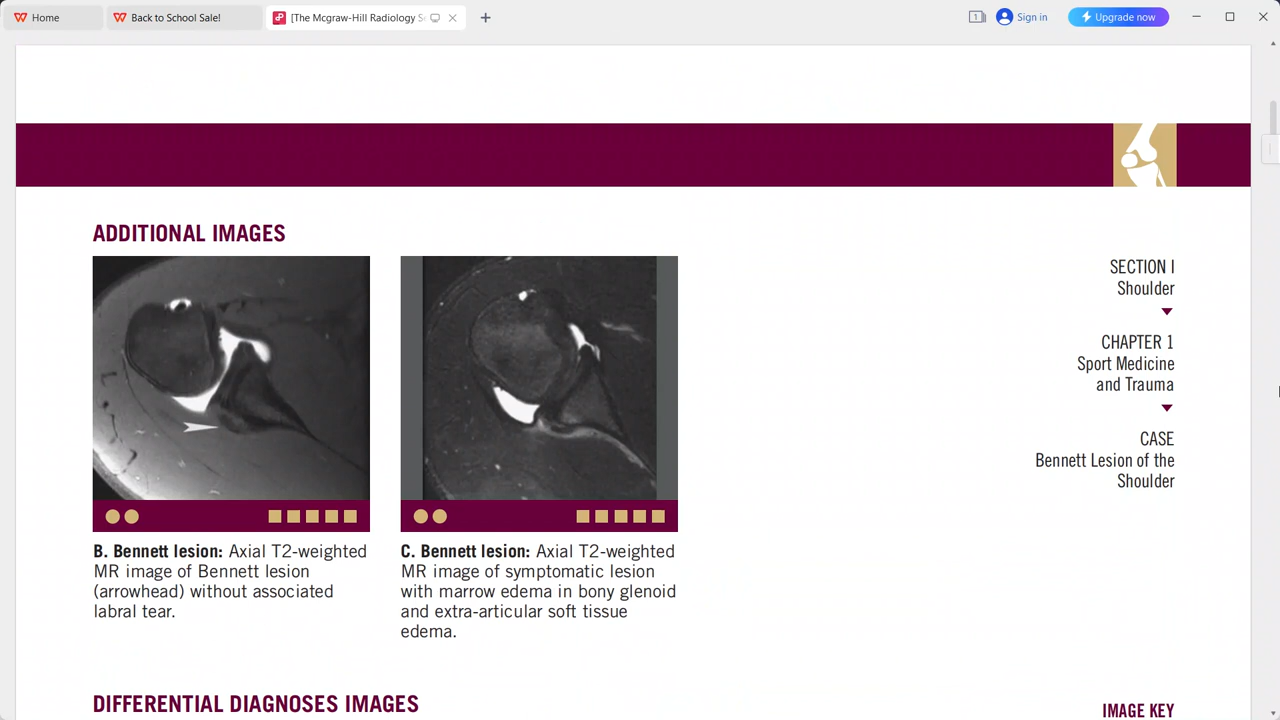 Home
Back to School Sale!
[The Mcgraw-Hill Radiology S
1
Sign in
Upgrade now
ADDITIONAL IMAGES
B. Bennett lesion: Axial T2-weighted
MR image of Bennett lesion
(arrowhead) without associated
labral tear.
C. Bennett lesion: Axial T2-weighted
MR image of symptomatic lesion
with marrow edema in bony glenoid
and extra-articular soft tissue
edema.
SECTION I
Shoulder
CHAPTER 1
Sport Medicine
and Trauma
CASE
Bennett Lesion of the
Shoulder
DIFFERENTIAL DIAGNOSES IMAGES
IMAGE KEY